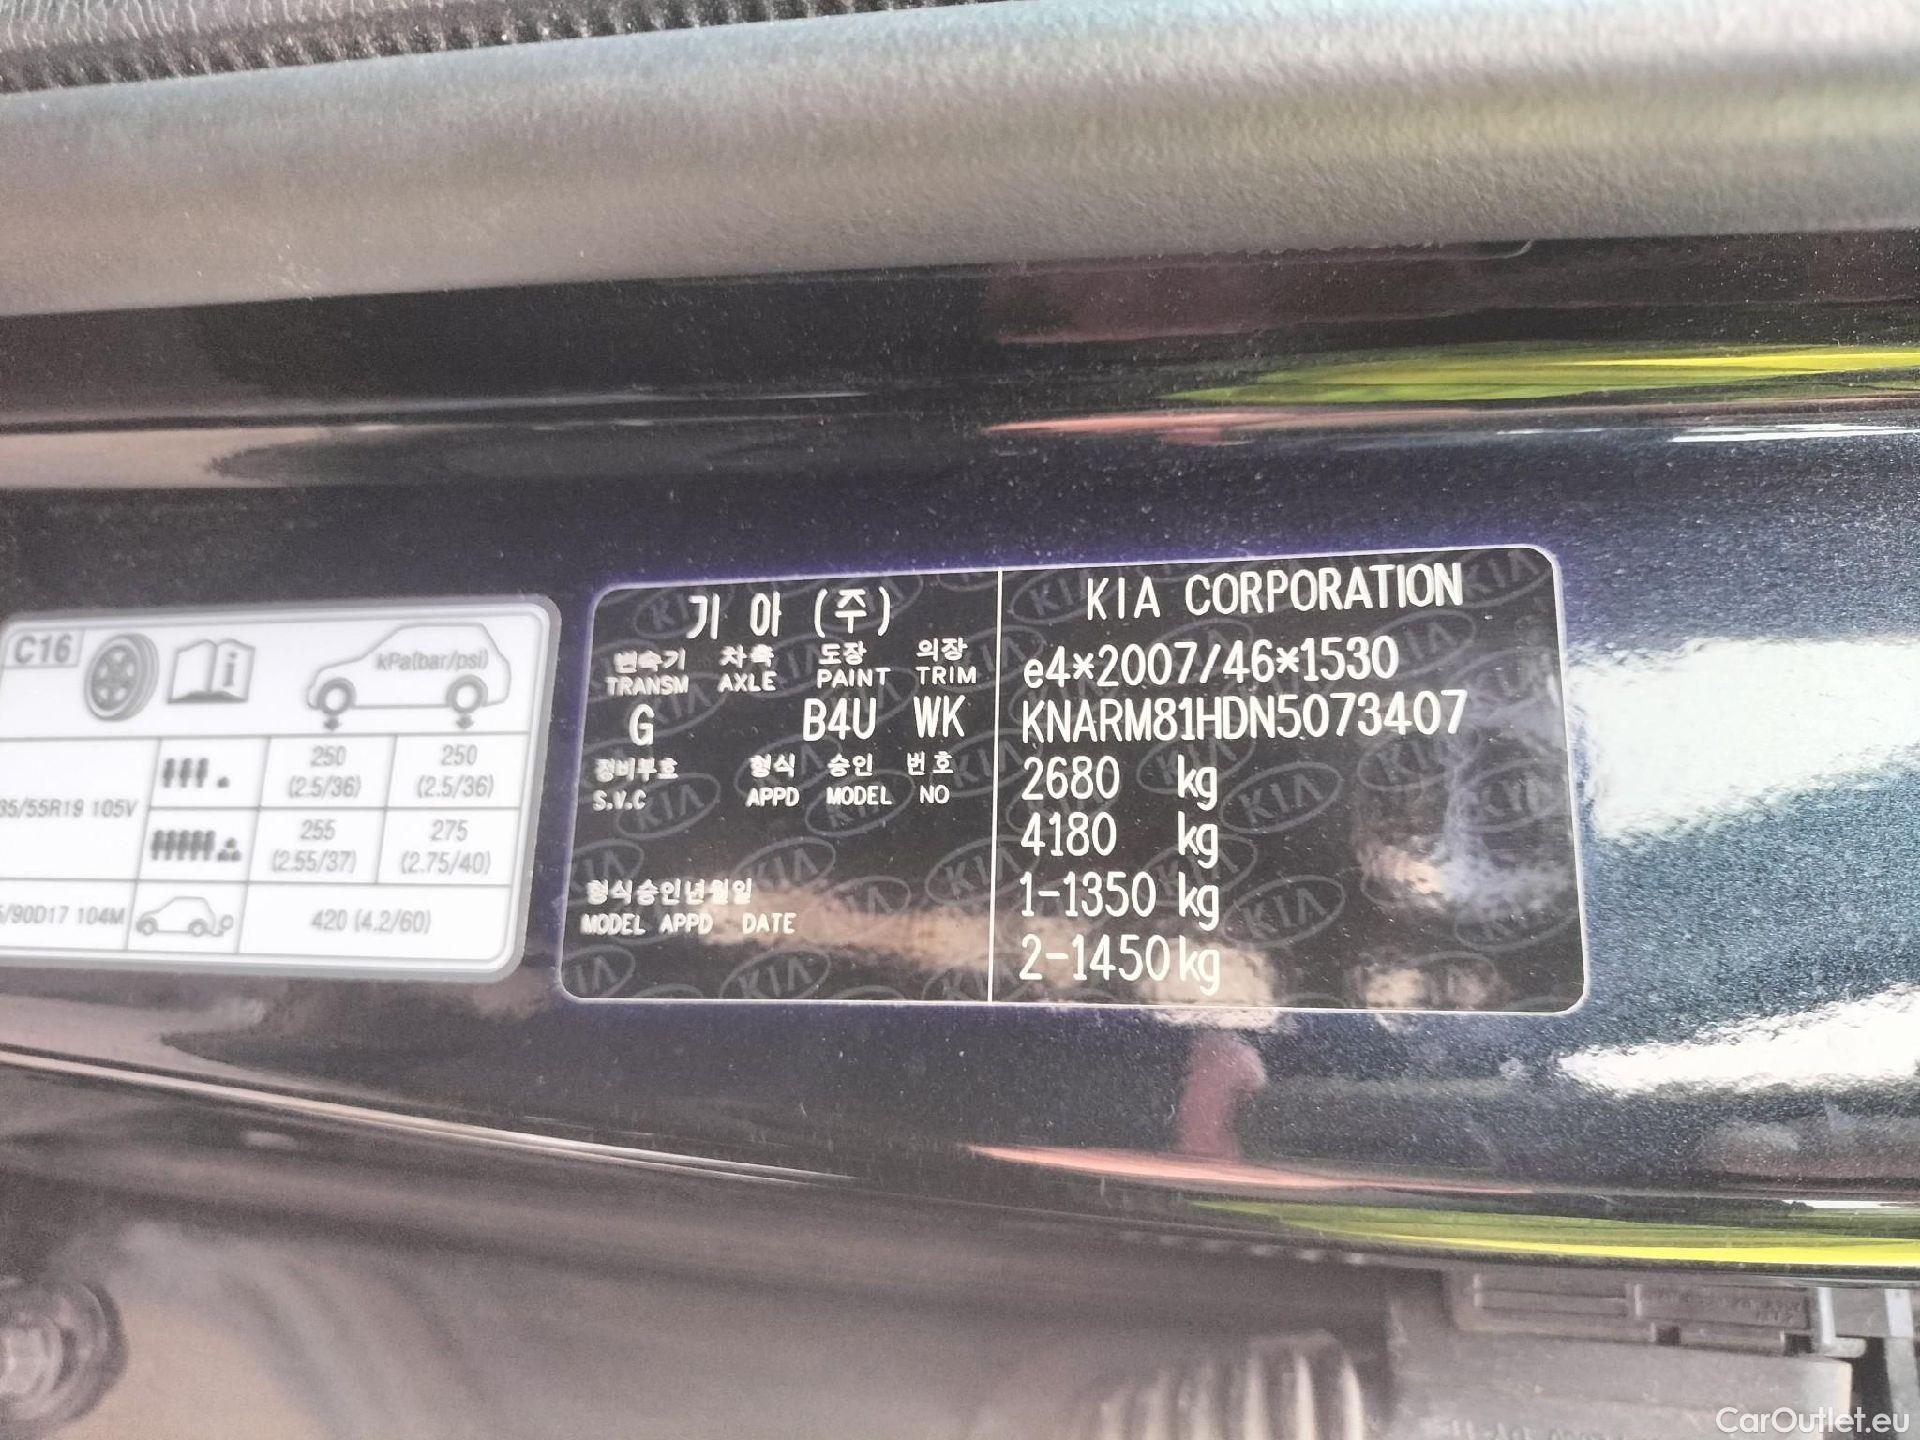 C16
kPa(bar/psi)
35/55R19 105V
250
(2.5/36)
250
(2.5/36)
255
(2.55/37)
275
(2.75/40)
5/90D17 104M
420 (4.2/60)
기 아 (주)
변속기 차축 도장 의장
TRANSM AXLE PAINT TRIM
G B4U WK
정비부호 형식 승인 번호
S.V.C APPD MODEL NO
형식승인년월일
MODEL APPD DATE
KIA CORPORATION
e4*2007/46*1530
KNARM81HDN5073407
2680 kg
4180 kg
1-1350 kg
2-1450kg
CarOutlet.eu